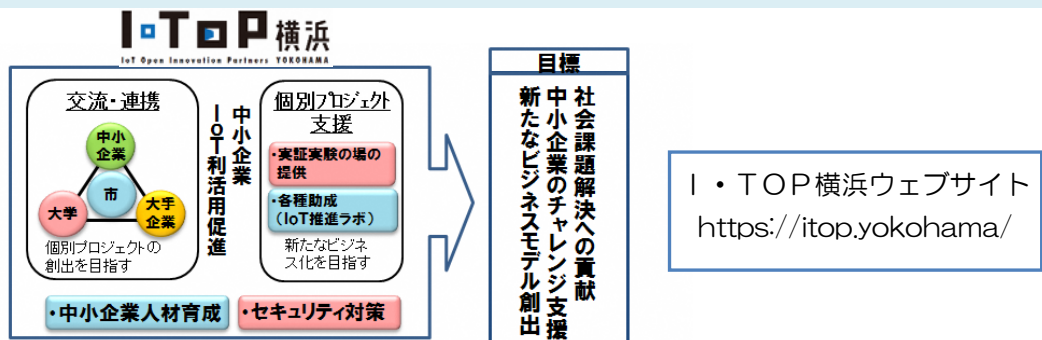 I・TOP横浜
IoT Open Innovation Partners YOKOHAMA
交流・連携
中小
企業
市
大学
大手
企業
個別プロジェクトの
創出を目指す
中小企業
IoT利活用促進
個別プロジェクト
支援
・実証実験の場の
提供
・各種助成
（IoT推進ラボ）
新たなビジネ
ス化を目指す
・中小企業人材育成
・セキュリティ対策
目標
社会課題解決への貢献
中小企業のチャレンジ支援
新たなビジネスモデル創出
I・TOP横浜ウェブサイト
https://itop.yokohama/